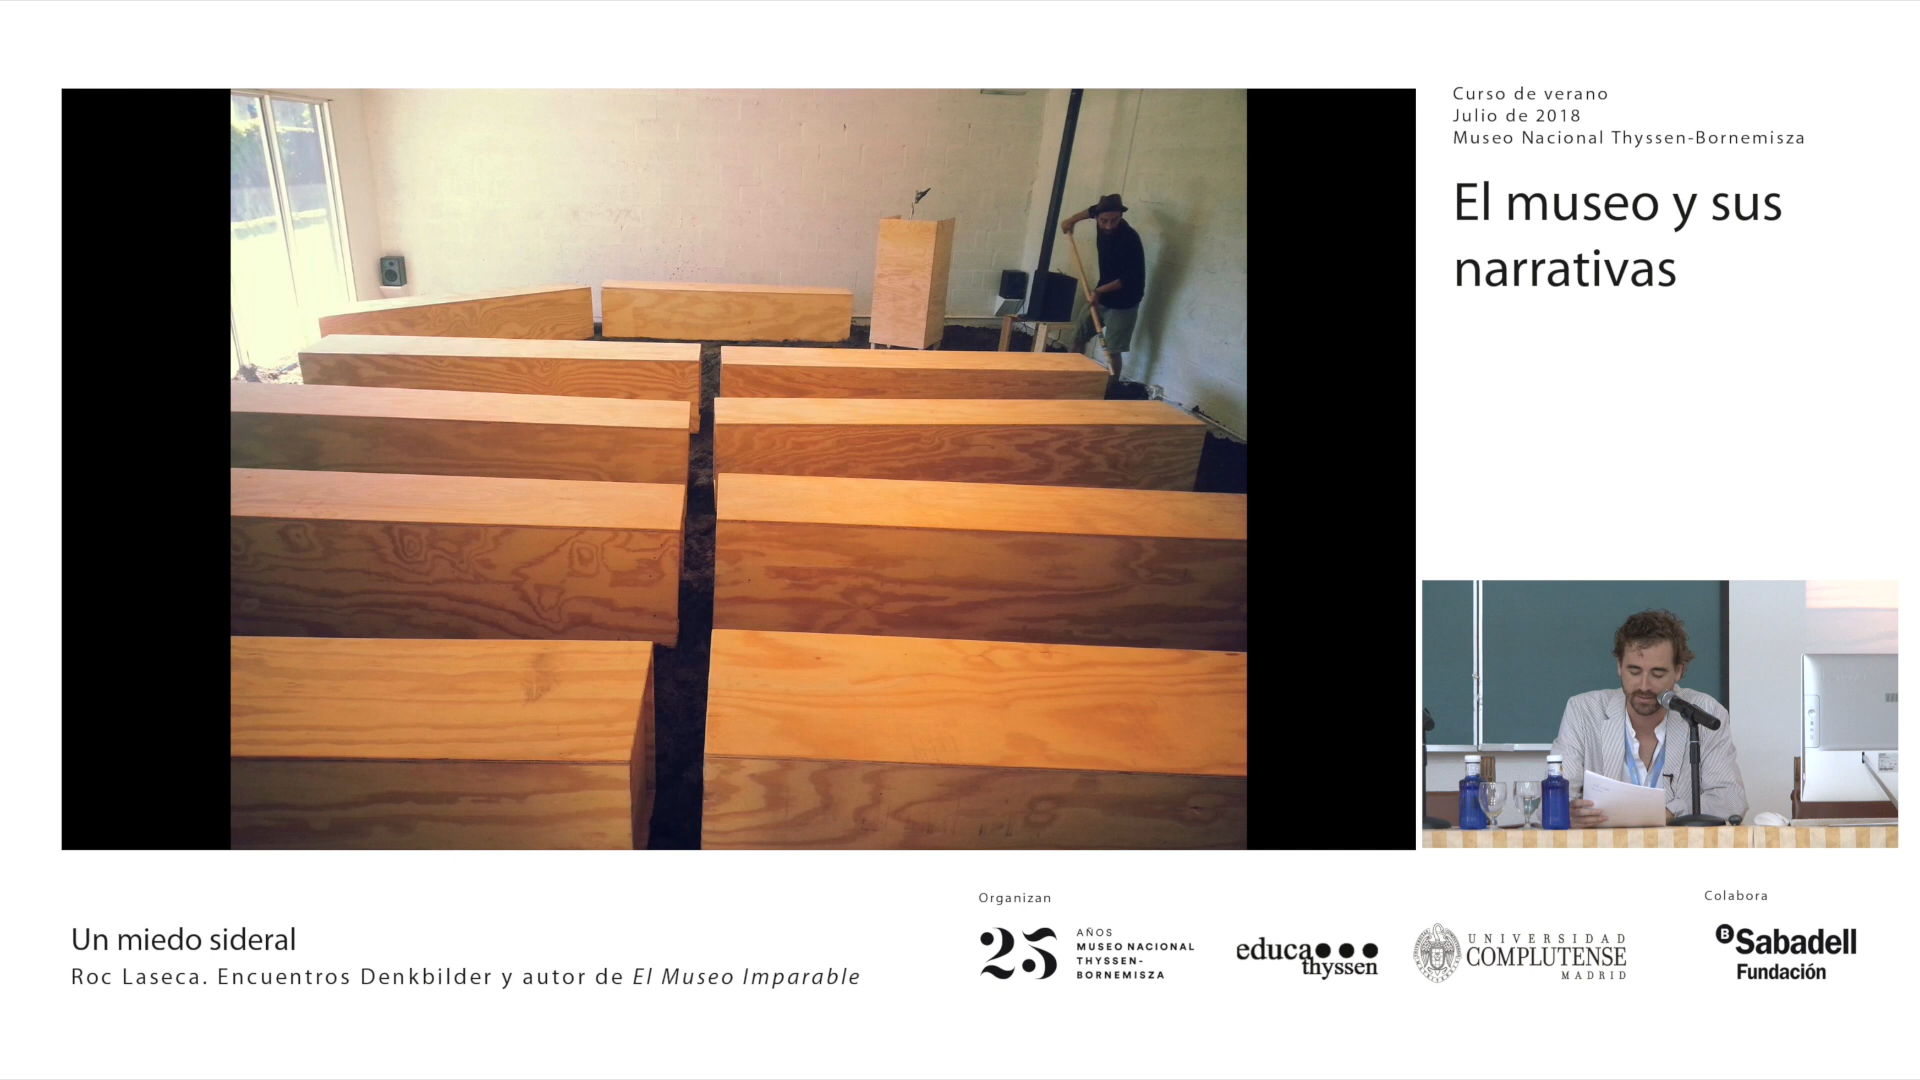 Curso de verano
Julio de 2018
Museo Nacional Thyssen-Bornemisza
El museo y sus
narrativas
Un miedo sideral
Roc Laseca. Encuentros Denkbilder y autor de El Museo Imparable
Organizan
25
AÑOS
MUSEO NACIONAL
THYSSEN-
BORNEMISZA
educa
thyssen
UNIVERSIDAD
COMPLUTENSE
MADRID
Colabora
B Sabadell
Fundación